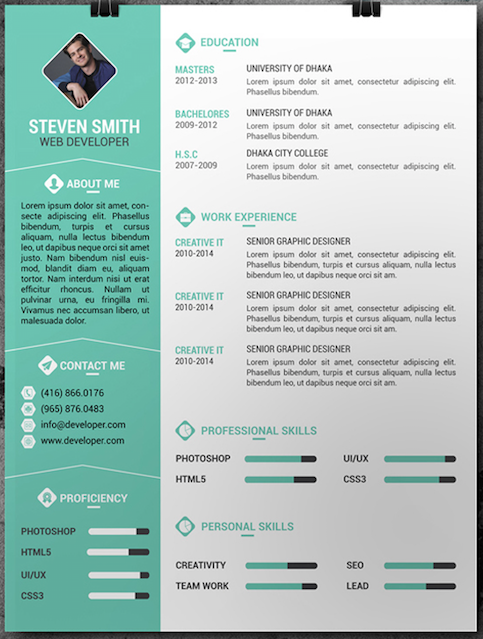 STEVEN SMITH
WEB DEVELOPER
ABOUT ME
Lorem ipsum dolor sit amet, con-
secte adipiscing elit. Phasellus
bibendum, turpis et cursus
aliquam, nulla lectus bibendum
leo, ut dapibus neque orci sit amet
justo. Nam bibendum nisl euis-
mod, blandit diam eu, aliquam
tortor. Nam interdum nisi ut erat
efficitur rhoncus. Nullam ut
pulvinar urna, eu fringilla mi.
Vivamus nec accumsan libero, ut
malesuada dolor.
CONTACT ME
(416) 866.0176
(965) 876.0483
info@developer.com
www.developer.com
PROFICIENCY
PHOTOSHOP
HTML5
UI/UX
CSS3
EDUCATION
MASTERS
2012-2013
UNIVERSITY OF DHAKA
Lorem ipsum dolor sit amet, consectetur adipiscing elit.
Phasellus bibendum.
BACHELORES
2009-2012
UNIVERSITY OF DHAKA
Lorem ipsum dolor sit amet, consectetur adipiscing elit.
Phasellus bibendum.
H.S.C
2007-2009
DHAKA CITY COLLEGE
Lorem ipsum dolor sit amet, consectetur adipiscing elit.
Phasellus bibendum.
WORK EXPERIENCE
CREATIVE IT
2010-2014
SENIOR GRAPHIC DESIGNER
Lorem ipsum dolor sit amet, consectetur adipiscing elit.
Phasellus bibendum, turpis et cursus aliquam, nulla lectus
bibendum leo, ut dapibus neque orci sit amet justo.
CREATIVE IT
2010-2014
SENIOR GRAPHIC DESIGNER
Lorem ipsum dolor sit amet, consectetur adipiscing elit.
Phasellus bibendum, turpis et cursus aliquam, nulla lectus
bibendum leo, ut dapibus neque orci sit amet justo.
CREATIVE IT
2010-2014
SENIOR GRAPHIC DESIGNER
Lorem ipsum dolor sit amet, consectetur adipiscing elit.
Phasellus bibendum, turpis et cursus aliquam, nulla lectus
bibendum leo, ut dapibus neque orci sit amet justo.
PROFESSIONAL SKILLS
PHOTOSHOP
UI/UX
HTML5
CSS3
PERSONAL SKILLS
CREATIVITY
SEO
TEAM WORK
LEAD